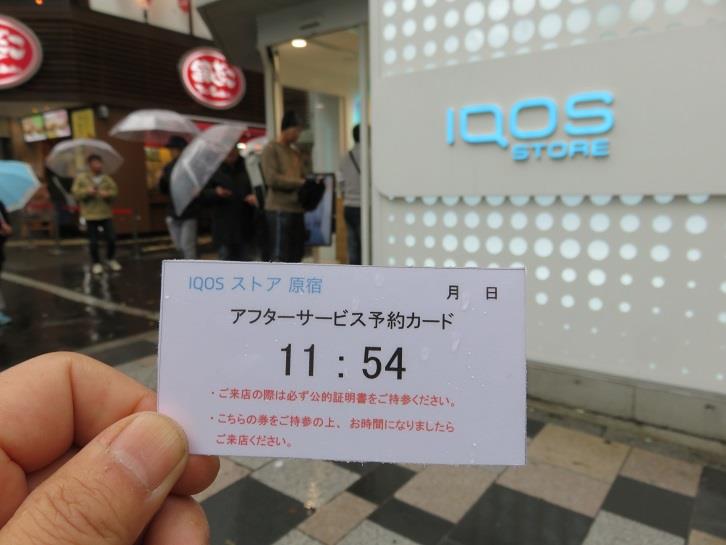 IQOS
STORE
IQOS ストア 原宿
月 日
アフターサービス予約カード
11：54
・ご来店の際は必ず公的証明書をご持参ください。
・こちらの券をご持参の上、お時間になりましたら
ご来店ください。